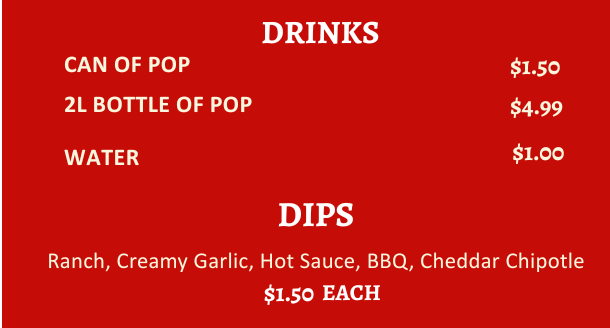 DRINKS
CAN OF POP $1.50
2L BOTTLE OF POP $4.99
WATER $1.00
DIPS
Ranch, Creamy Garlic, Hot Sauce, BBQ, Cheddar Chipotle
$1.50 EACH